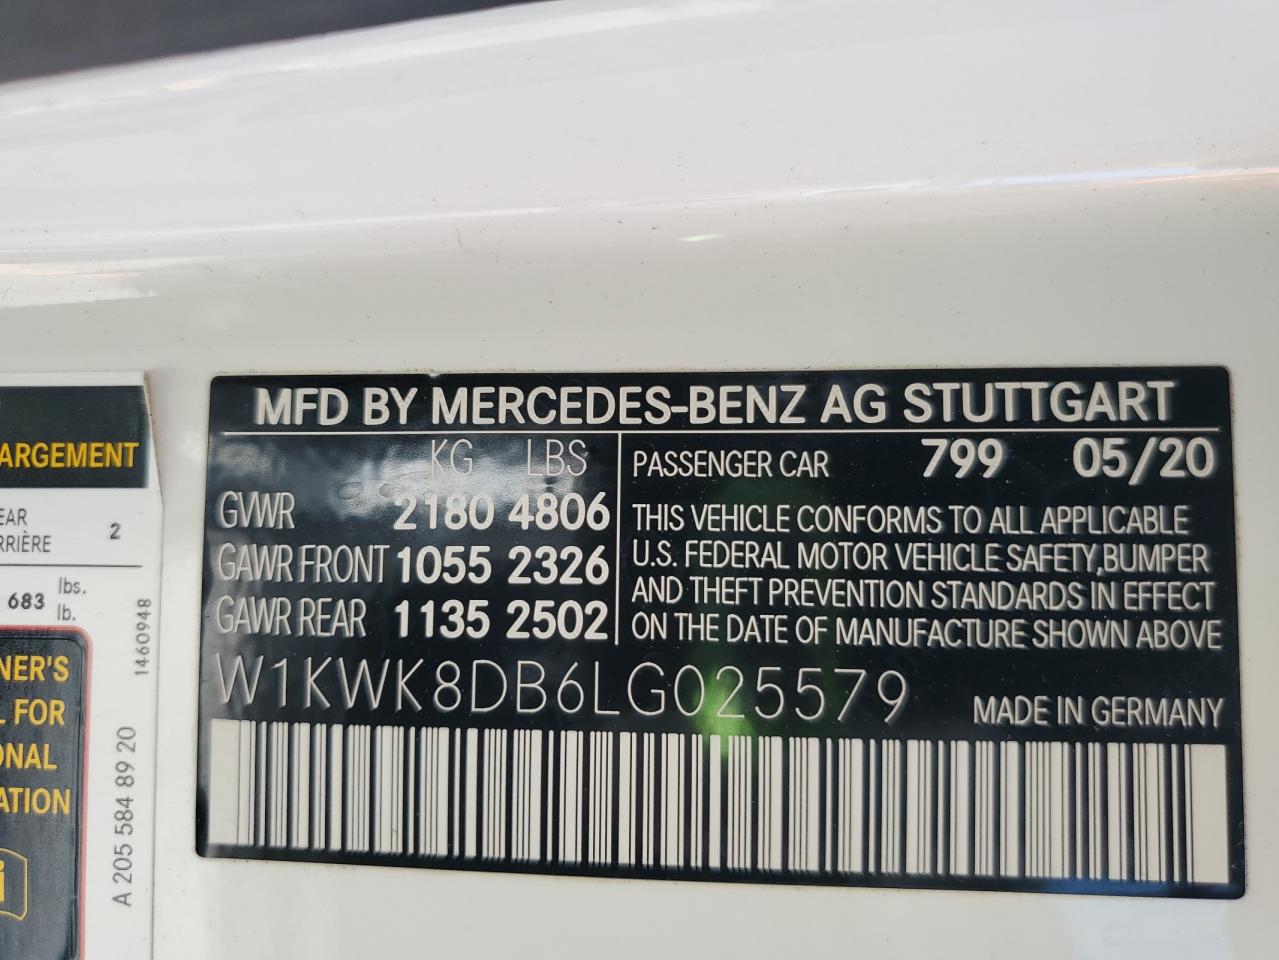 ARGEMENT
EAR
RRIÈRE 2
683 lbs.
lb.
NER'S
L FOR
ONAL
ATION
i
A 205 584 89 20
1460948
MFD BY MERCEDES-BENZ AG STUTTGART
KG LBS
GVWR 2180 4806
GAWR FRONT 1055 2326
GAWR REAR 1135 2502
PASSENGER CAR 799 05/20
THIS VEHICLE CONFORMS TO ALL APPLICABLE
U.S. FEDERAL MOTOR VEHICLE SAFETY,BUMPER
AND THEFT PREVENTION STANDARDS IN EFFECT
ON THE DATE OF MANUFACTURE SHOWN ABOVE
W1KWK8DB6LG025579
MADE IN GERMANY